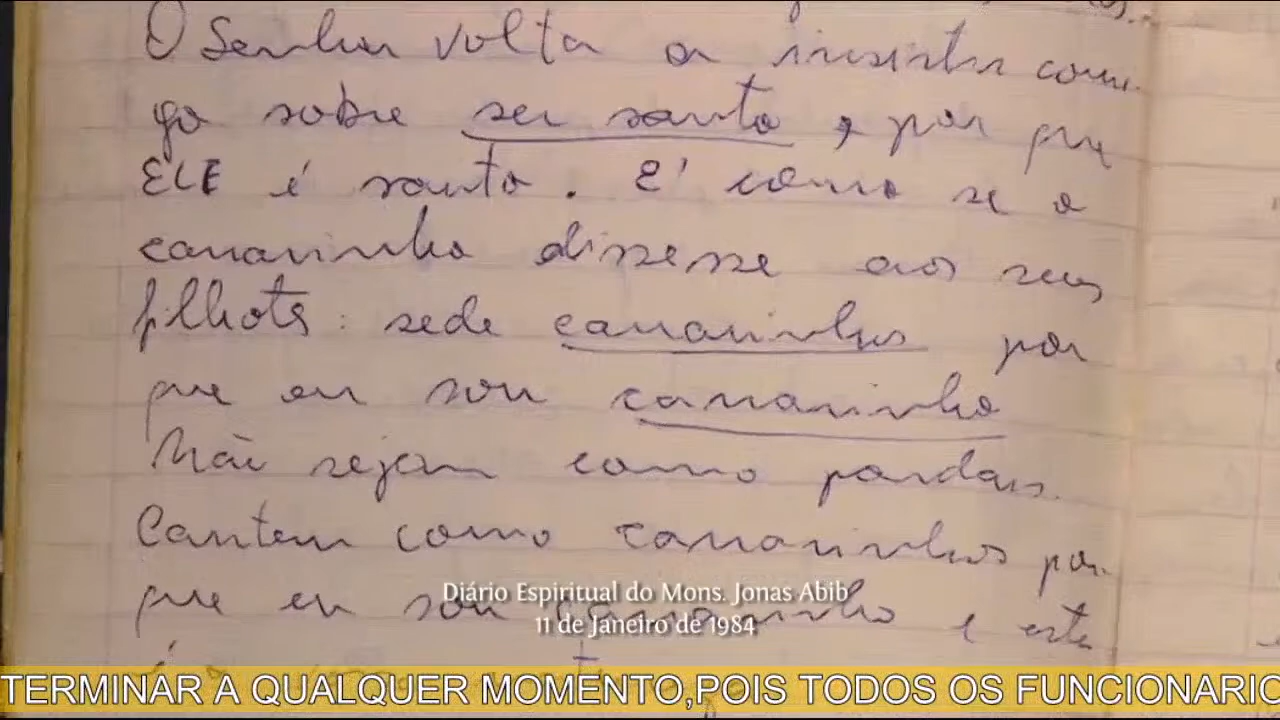 O Senhor volta a insistir comi-
go sobre ser santo, por que
ELE é santo. E' como se o
canarinho dissesse aos seus
filhotes: sede canarinhos por
que eu sou canarinho
Não sejam como pardais.
Cantem como canarinhos por-
que eu sou canarinho e este
Diário Espiritual do Mons. Jonas Abib
11 de Janeiro de 1984
TERMINAR A QUALQUER MOMENTO,POIS TODOS OS FUNCIONARIO